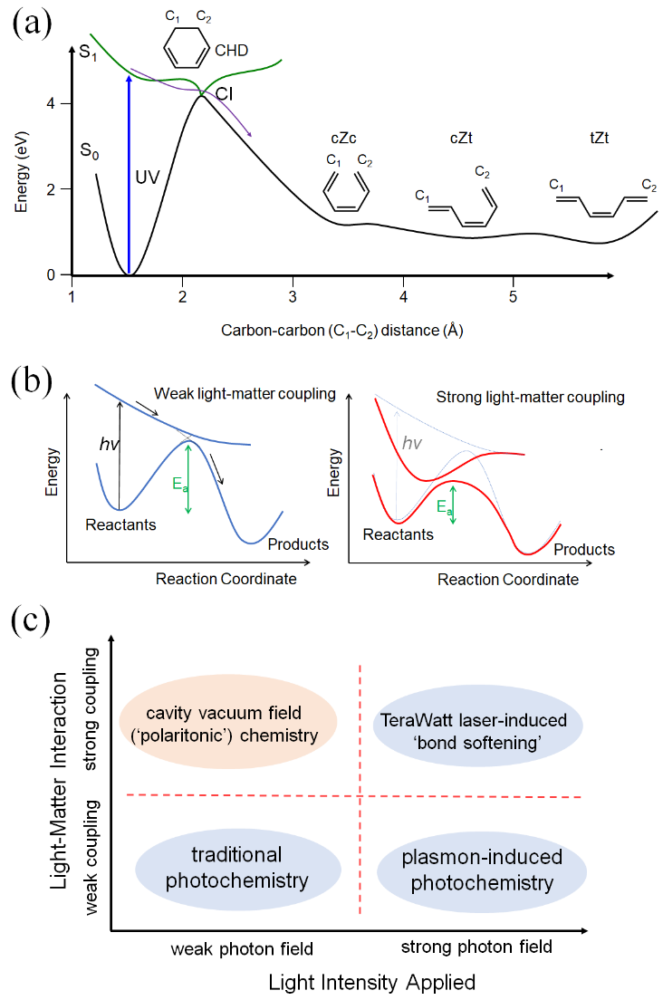 (a)
C₁ C₂
CHD
S₁
CI
4
Energy (eV)
S₀
UV
2
0
cZc
C₁ C₂
cZt
C₁
C₂
tZt
C₁
C₂
1 2 3 4 5
Carbon-carbon (C₁-C₂) distance (Å)
(b)
Weak light-matter coupling
hν
Energy
Eₐ
Reactants
Products
Reaction Coordinate
Strong light-matter coupling
hν
Energy
Eₐ
Reactants
Products
Reaction Coordinate
(c)
Light-Matter Interaction
strong coupling
weak coupling
cavity vacuum field
(‘polaritonic’) chemistry
TeraWatt laser-induced
‘bond softening’
traditional
photochemistry
plasmon-induced
photochemistry
weak photon field
strong photon field
Light Intensity Applied